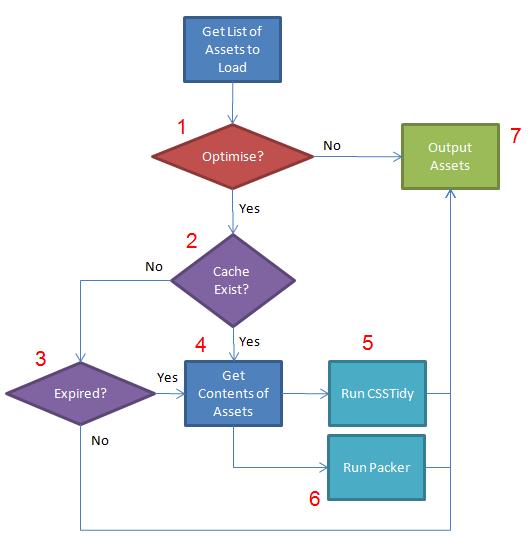 Get List of
Assets to
Load
1
Optimise?
No
7
Output
Assets
Yes
2
Cache
Exist?
No
Yes
3
Expired?
Yes
No
4
Get
Contents of
Assets
5
Run CSSTidy
Run Packer
6